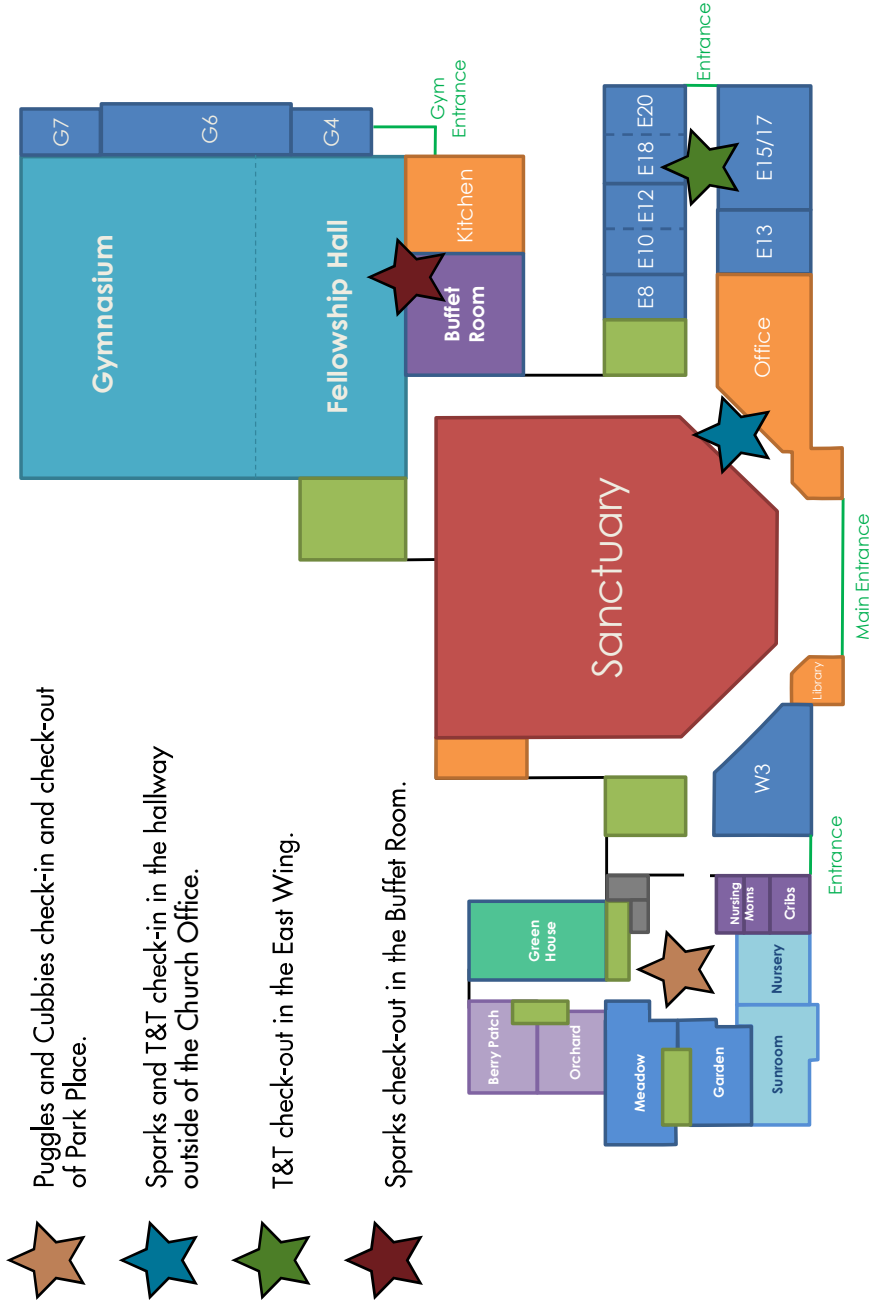 Puggles and Cubbies check-in and check-out
of Park Place.
Sparks and T&T check-in in the hallway
outside of the Church Office.
T&T check-out in the East Wing.
Sparks check-out in the Buffet Room.
G7
G6
G4
Gym
Entrance
Gymnasium
Fellowship Hall
Kitchen
Buffet
Room
Entrance
E20
E18
E12
E10
E8
E15/17
E13
Office
Sanctuary
Main Entrance
Library
W3
Entrance
Green
House
Nursing
Moms
Cribs
Nursery
Sunroom
Berry Patch
Orchard
Meadow
Garden